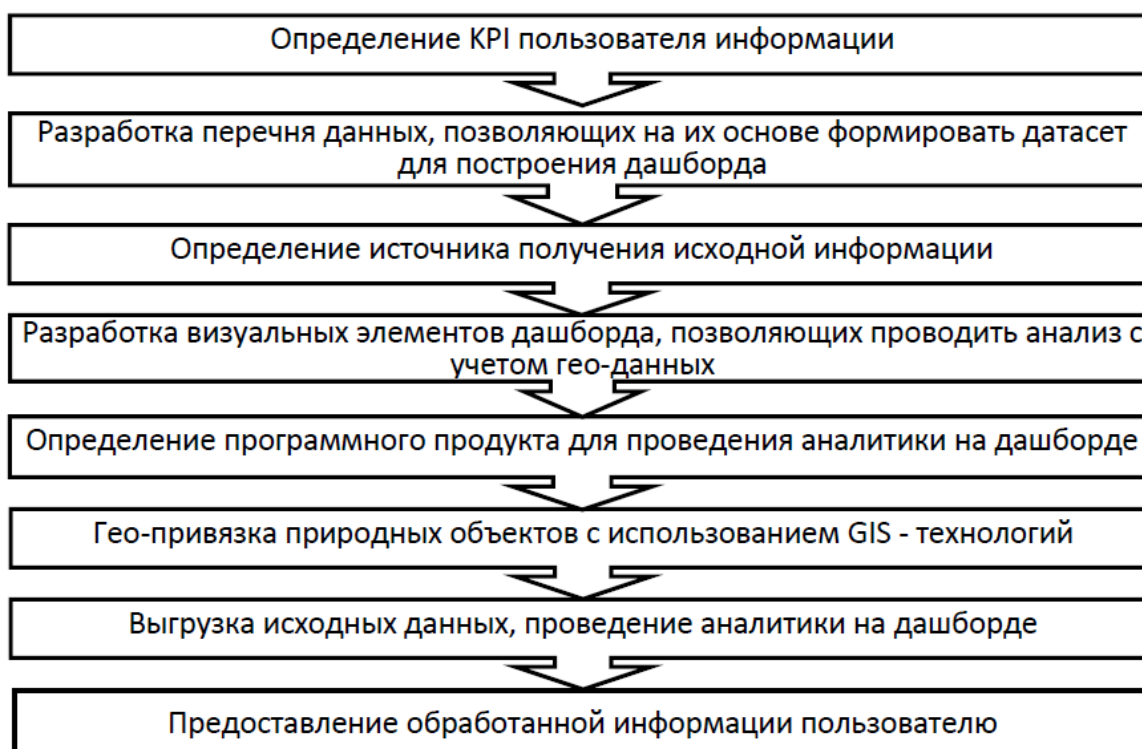 Определение KPI пользователя информации
Разработка перечня данных, позволяющих на их основе формировать датасет
для построения дашборда
Определение источника получения исходной информации
Разработка визуальных элементов дашборда, позволяющих проводить анализ с
учетом гео-данных
Определение программного продукта для проведения аналитики на дашборде
Гео-привязка природных объектов с использованием GIS - технологий
Выгрузка исходных данных, проведение аналитики на дашборде
Предоставление обработанной информации пользователю